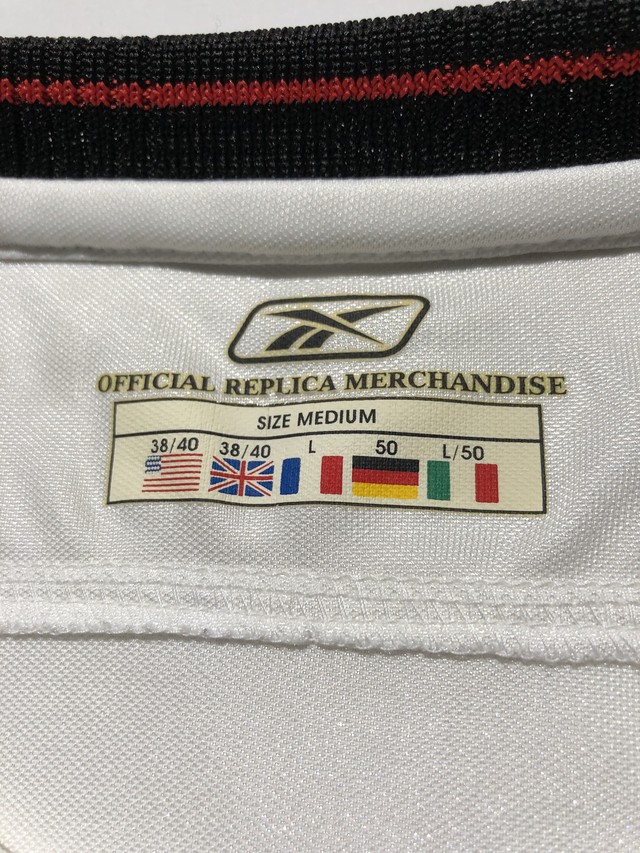 OFFICIAL REPLICA MERCHANDISE
SIZE MEDIUM
38/40 38/40 L 50 L/50